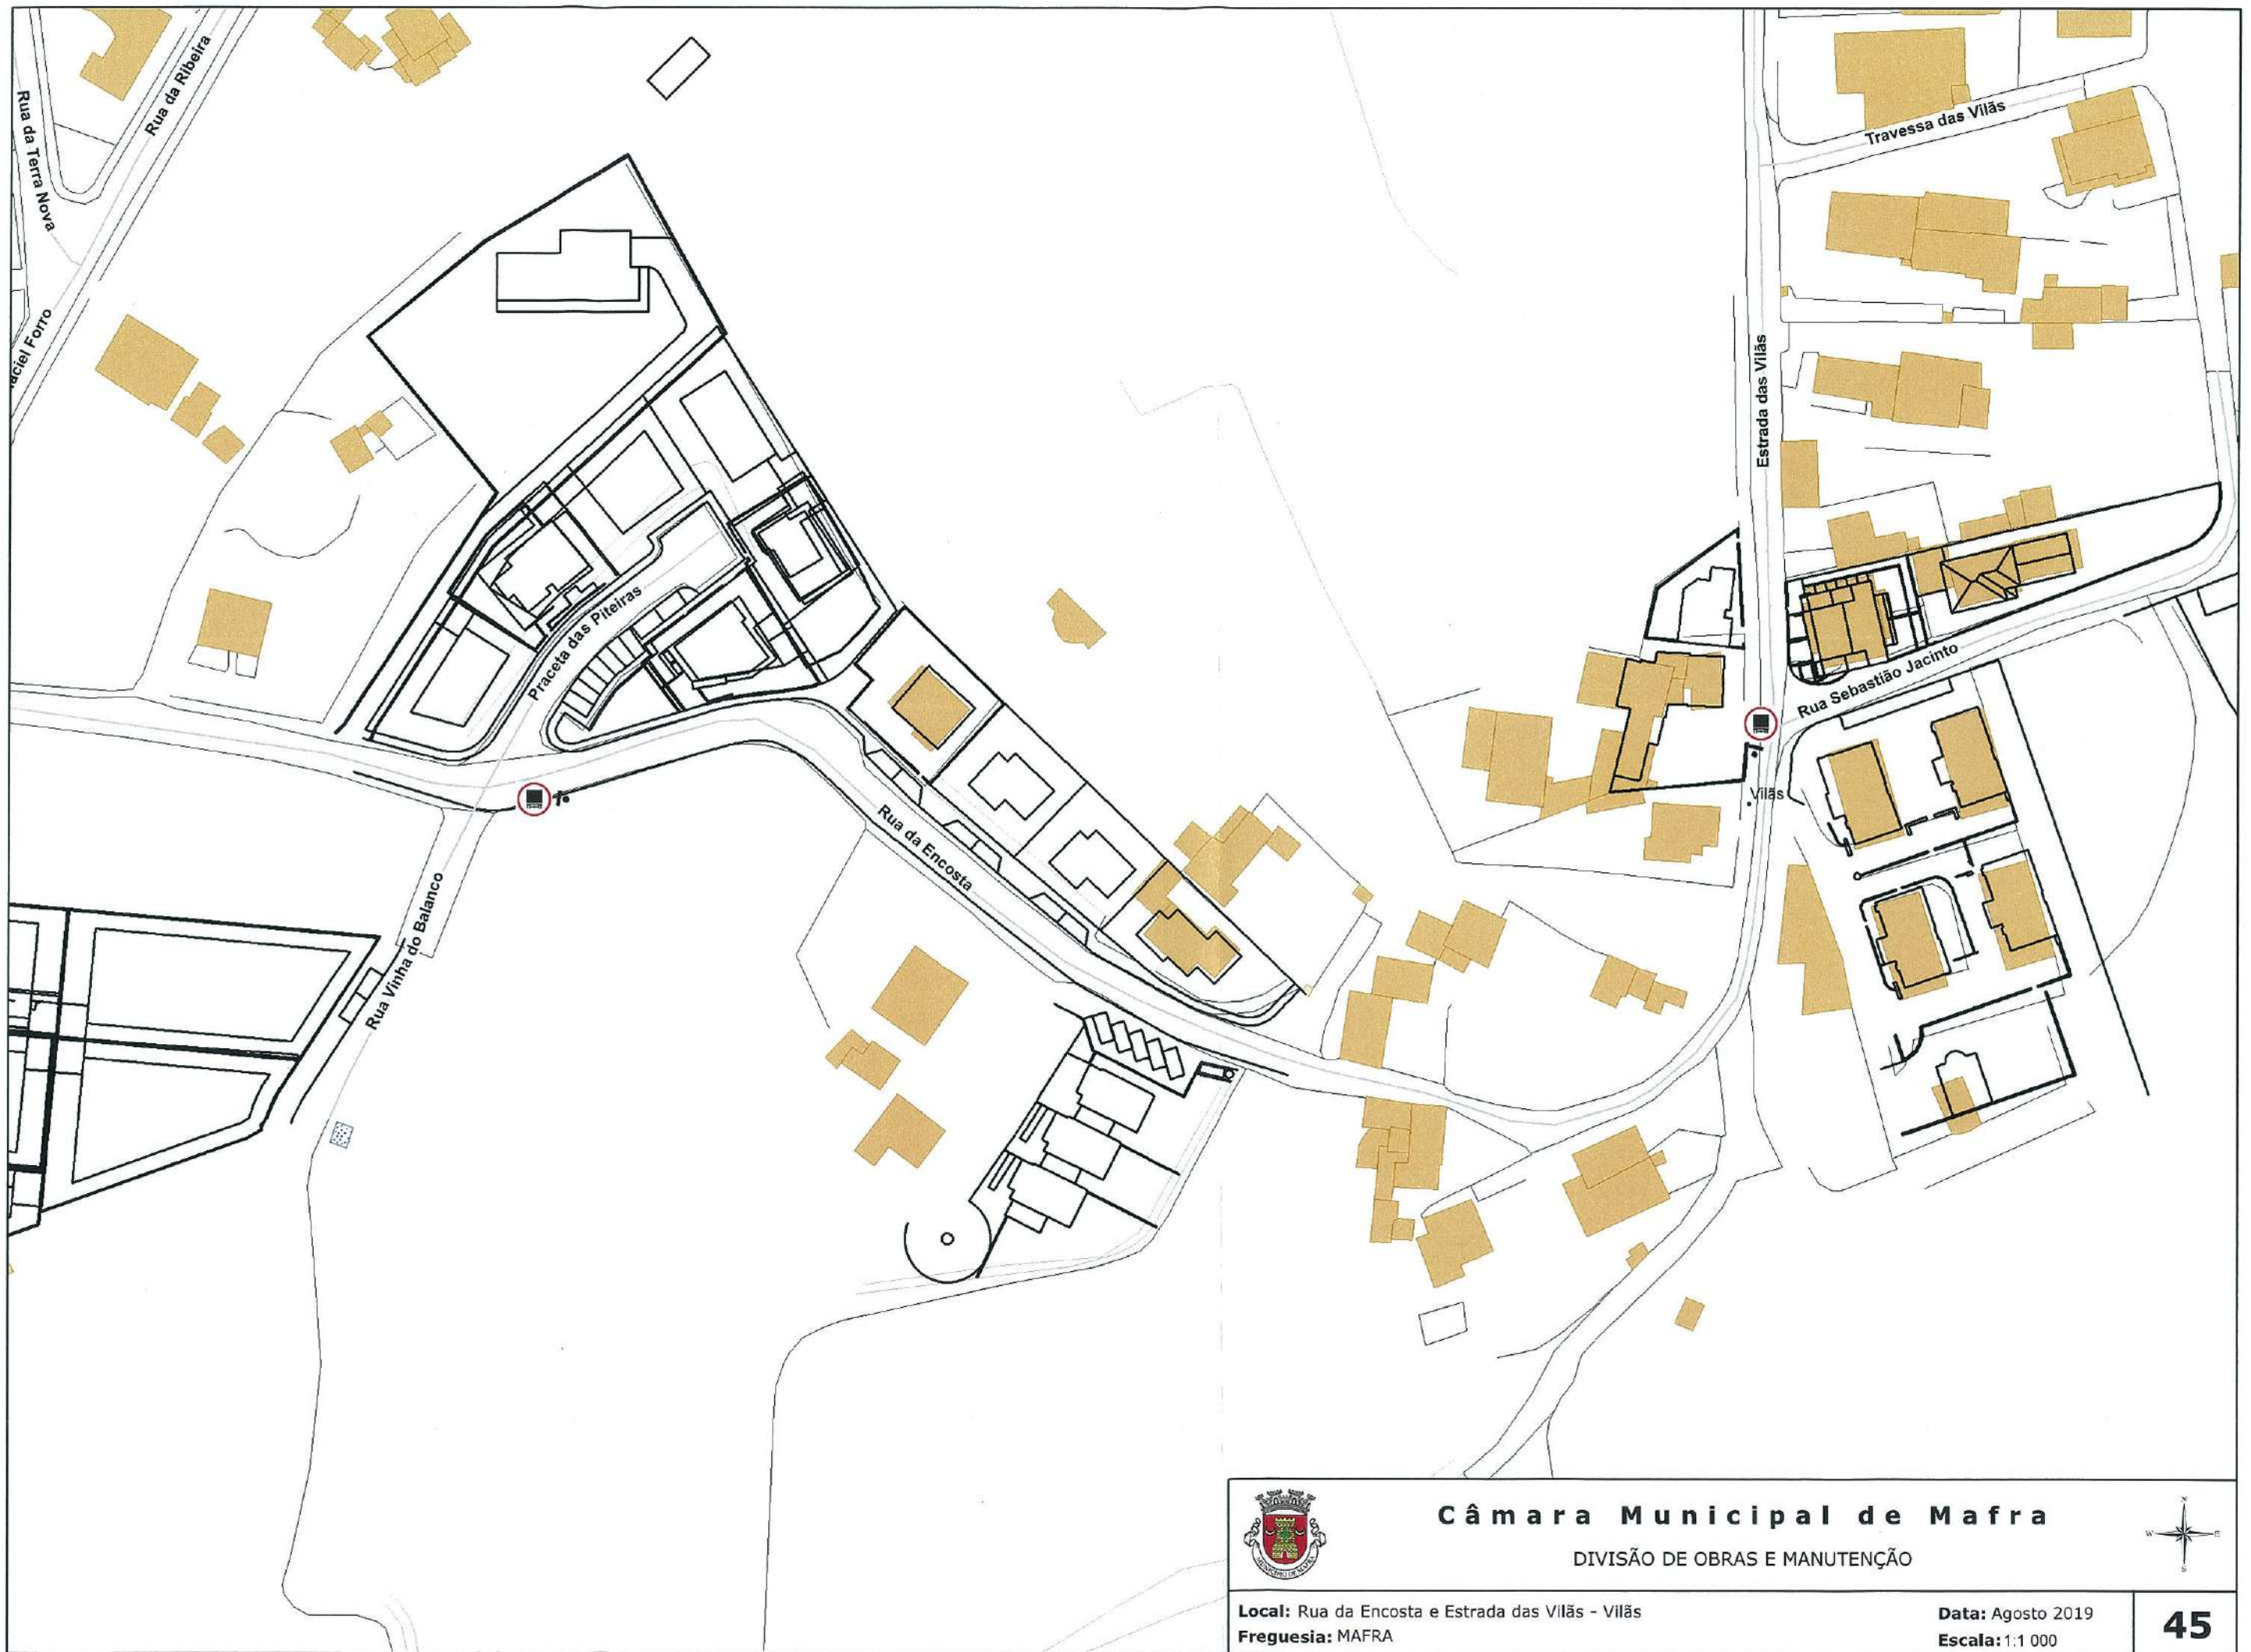 Rua da Ribeira
Rua da Terra Nova
aciel Forro
Travessa das Vilãs
Estrada das Vilãs
Praceta das Piteiras
Rua Sebastião Jacinto
Vilãs
Rua da Encosta
Rua Vinha do Balanco
Câmara Municipal de Mafra
DIVISÃO DE OBRAS E MANUTENÇÃO
N
W
E
S
Local: Rua da Encosta e Estrada das Vilãs - Vilãs
Freguesia: MAFRA
Data: Agosto 2019
Escala: 1:1 000
45